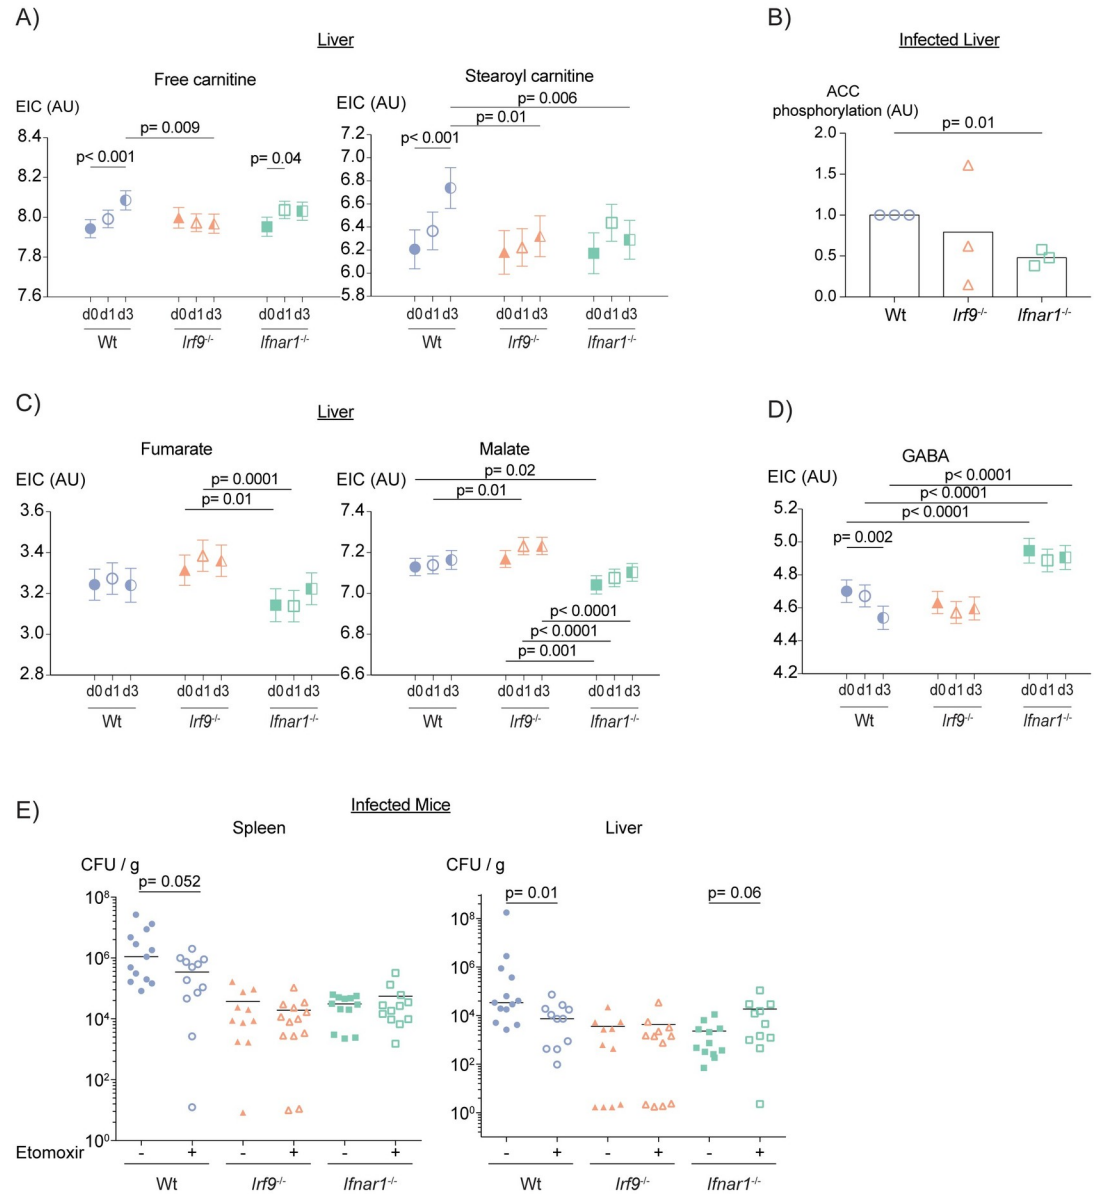 A)
Liver
Free carnitine
EIC (AU)
p= 0.009
p< 0.001
p= 0.04
8.4
8.2
8.0
7.8
7.6
d0 d1 d3 d0 d1 d3 d0 d1 d3
Wt Irf9-/- Ifnar1-/-
Stearoyl carnitine
EIC (AU)
p= 0.006
p= 0.01
p< 0.001
7.2
7.0
6.8
6.6
6.4
6.2
6.0
5.8
d0 d1 d3 d0 d1 d3 d0 d1 d3
Wt Irf9-/- Ifnar1-/-
B)
Infected Liver
ACC
phosphorylation (AU)
p= 0.01
2.0
1.5
1.0
0.5
0.0
Wt Irf9-/- Ifnar1-/-
C)
Liver
Fumarate
EIC (AU)
p= 0.0001
p= 0.01
3.6
3.4
3.2
3.0
2.8
d0 d1 d3 d0 d1 d3 d0 d1 d3
Wt Irf9-/- Ifnar1-/-
Malate
EIC (AU)
p= 0.02
p= 0.01
7.4
7.2
7.0
6.8
6.6
p< 0.0001
p< 0.0001
p= 0.001
d0 d1 d3 d0 d1 d3 d0 d1 d3
Wt Irf9-/- Ifnar1-/-
D)
GABA
EIC (AU)
p< 0.0001
p< 0.0001
p< 0.0001
p= 0.002
5.2
5.0
4.8
4.6
4.4
4.2
d0 d1 d3 d0 d1 d3 d0 d1 d3
Wt Irf9-/- Ifnar1-/-
E)
Infected Mice
Spleen
CFU / g
p= 0.052
10^8
10^6
10^4
10^2
10^0
Etomoxir - + - + - +
Wt Irf9-/- Ifnar1-/-
Liver
CFU / g
p= 0.01
p= 0.06
10^8
10^6
10^4
10^2
10^0
- + - + - +
Wt Irf9-/- Ifnar1-/-